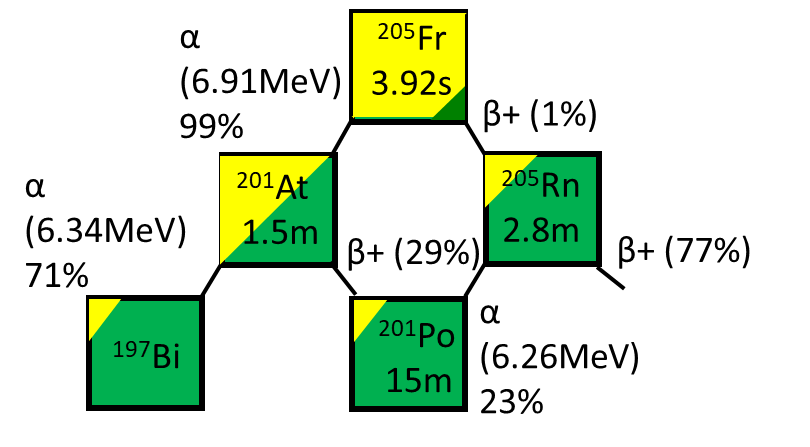 α
(6.91MeV)
99%
²⁰⁵Fr
3.92s
β+ (1%)
α
(6.34MeV)
71%
²⁰¹At
1.5m
β+ (29%)
²⁰⁵Rn
2.8m
β+ (77%)
¹⁹⁷Bi
²⁰¹Po
15m
α
(6.26MeV)
23%